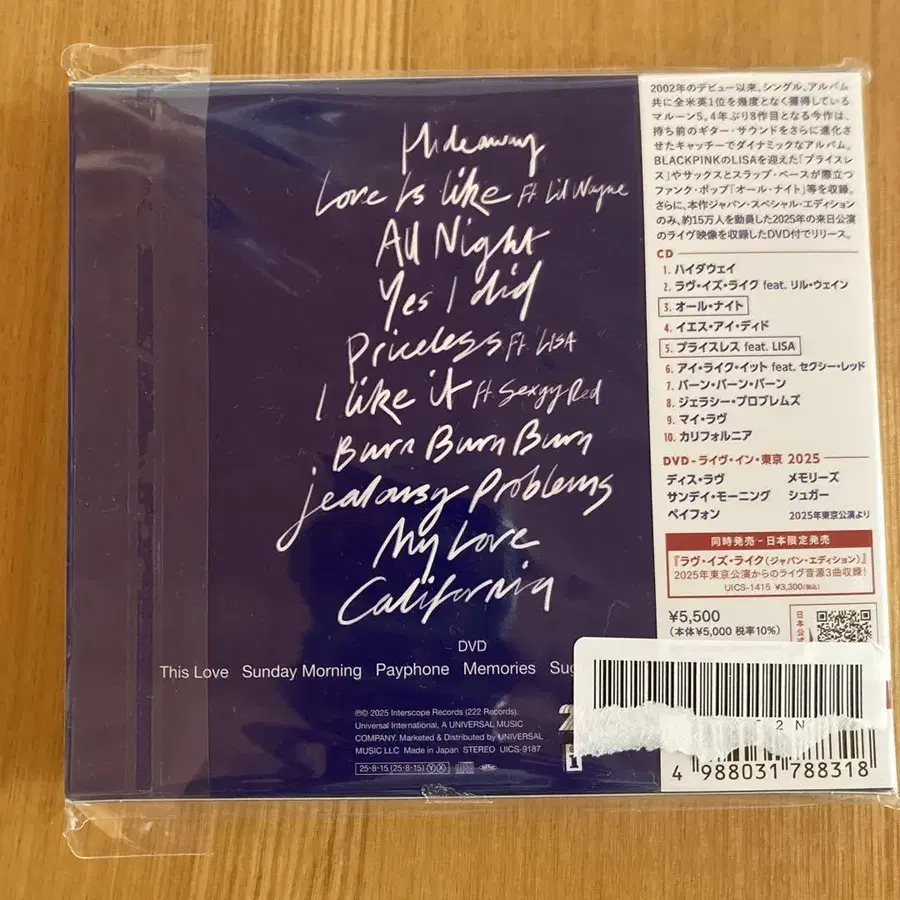 Hideaway
Love Is Like Ft Lil Wayne
All Night
Yes I did
Priceless Ft LISA
I like it ft Sexyy Red
Burn Burn Burn
jealousy Problems
My Love
California
DVD
This Love Sunday Morning Payphone Memories
℗© 2025 Interscope Records (222 Records).
Universal International, A UNIVERSAL MUSIC
COMPANY. Marketed & Distributed by UNIVERSAL
MUSIC LLC Made in Japan STEREO UICS-9187
25・8・15 (25・8・15) Ⓨ Ⓧ
2002年のデビュー以来、シングル、アルバム
共に全米英1位を幾度となく獲得している
マルーン5。4年ぶり8作目となる今作は、
持ち前のギター・サウンドをさらに進化さ
せたキャッチーでダイナミックなアルバム。
BLACKPINKのLISAを迎えた「プライスレ
ス」やサックスとスラップ・ベースが際立つ
ファンク・ポップ「オール・ナイト」等を収録。
さらに、本作ジャパン・スペシャル・エディション
のみ、約15万人を動員した2025年の来日公演
のライヴ映像を収録したDVD付でリリース。
CD
1. ハイダウェイ
2. ラヴ・イズ・ライク feat. リル・ウェイン
3. オール・ナイト
4. イエス・アイ・ディド
5. プライスレス feat. LISA
6. アイ・ライク・イット feat. セクシー・レッド
7. バーン・バーン・バーン
8. ジェラシー・プロブレムズ
9. マイ・ラヴ
10. カリフォルニア
DVD-ライヴ・イン・東京 2025
ディス・ラヴ メモリーズ
サンデイ・モーニング シュガー
ペイフォン 2025年東京公演より
同時発売-日本限定発売
『ラヴ・イズ・ライク(ジャパン・エディション)』
2025年東京公演からのライヴ音源3曲収録!
UICS-1415 ¥3,300(税込)
¥5,500
(本体¥5,000 税率10%)
日本公式
4 988031 788318